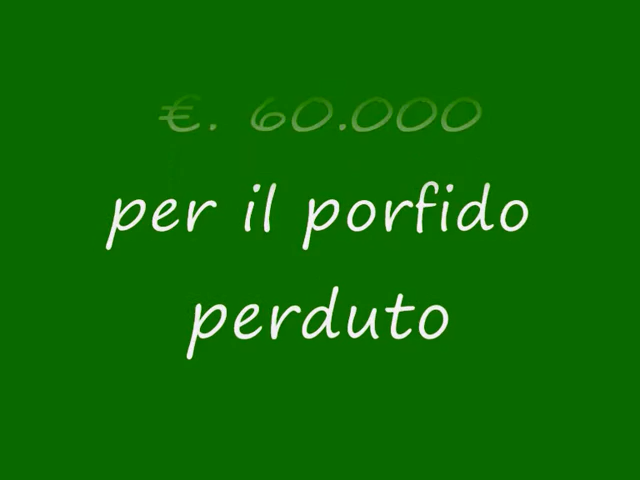 €. 60.000
per il porfido
perduto